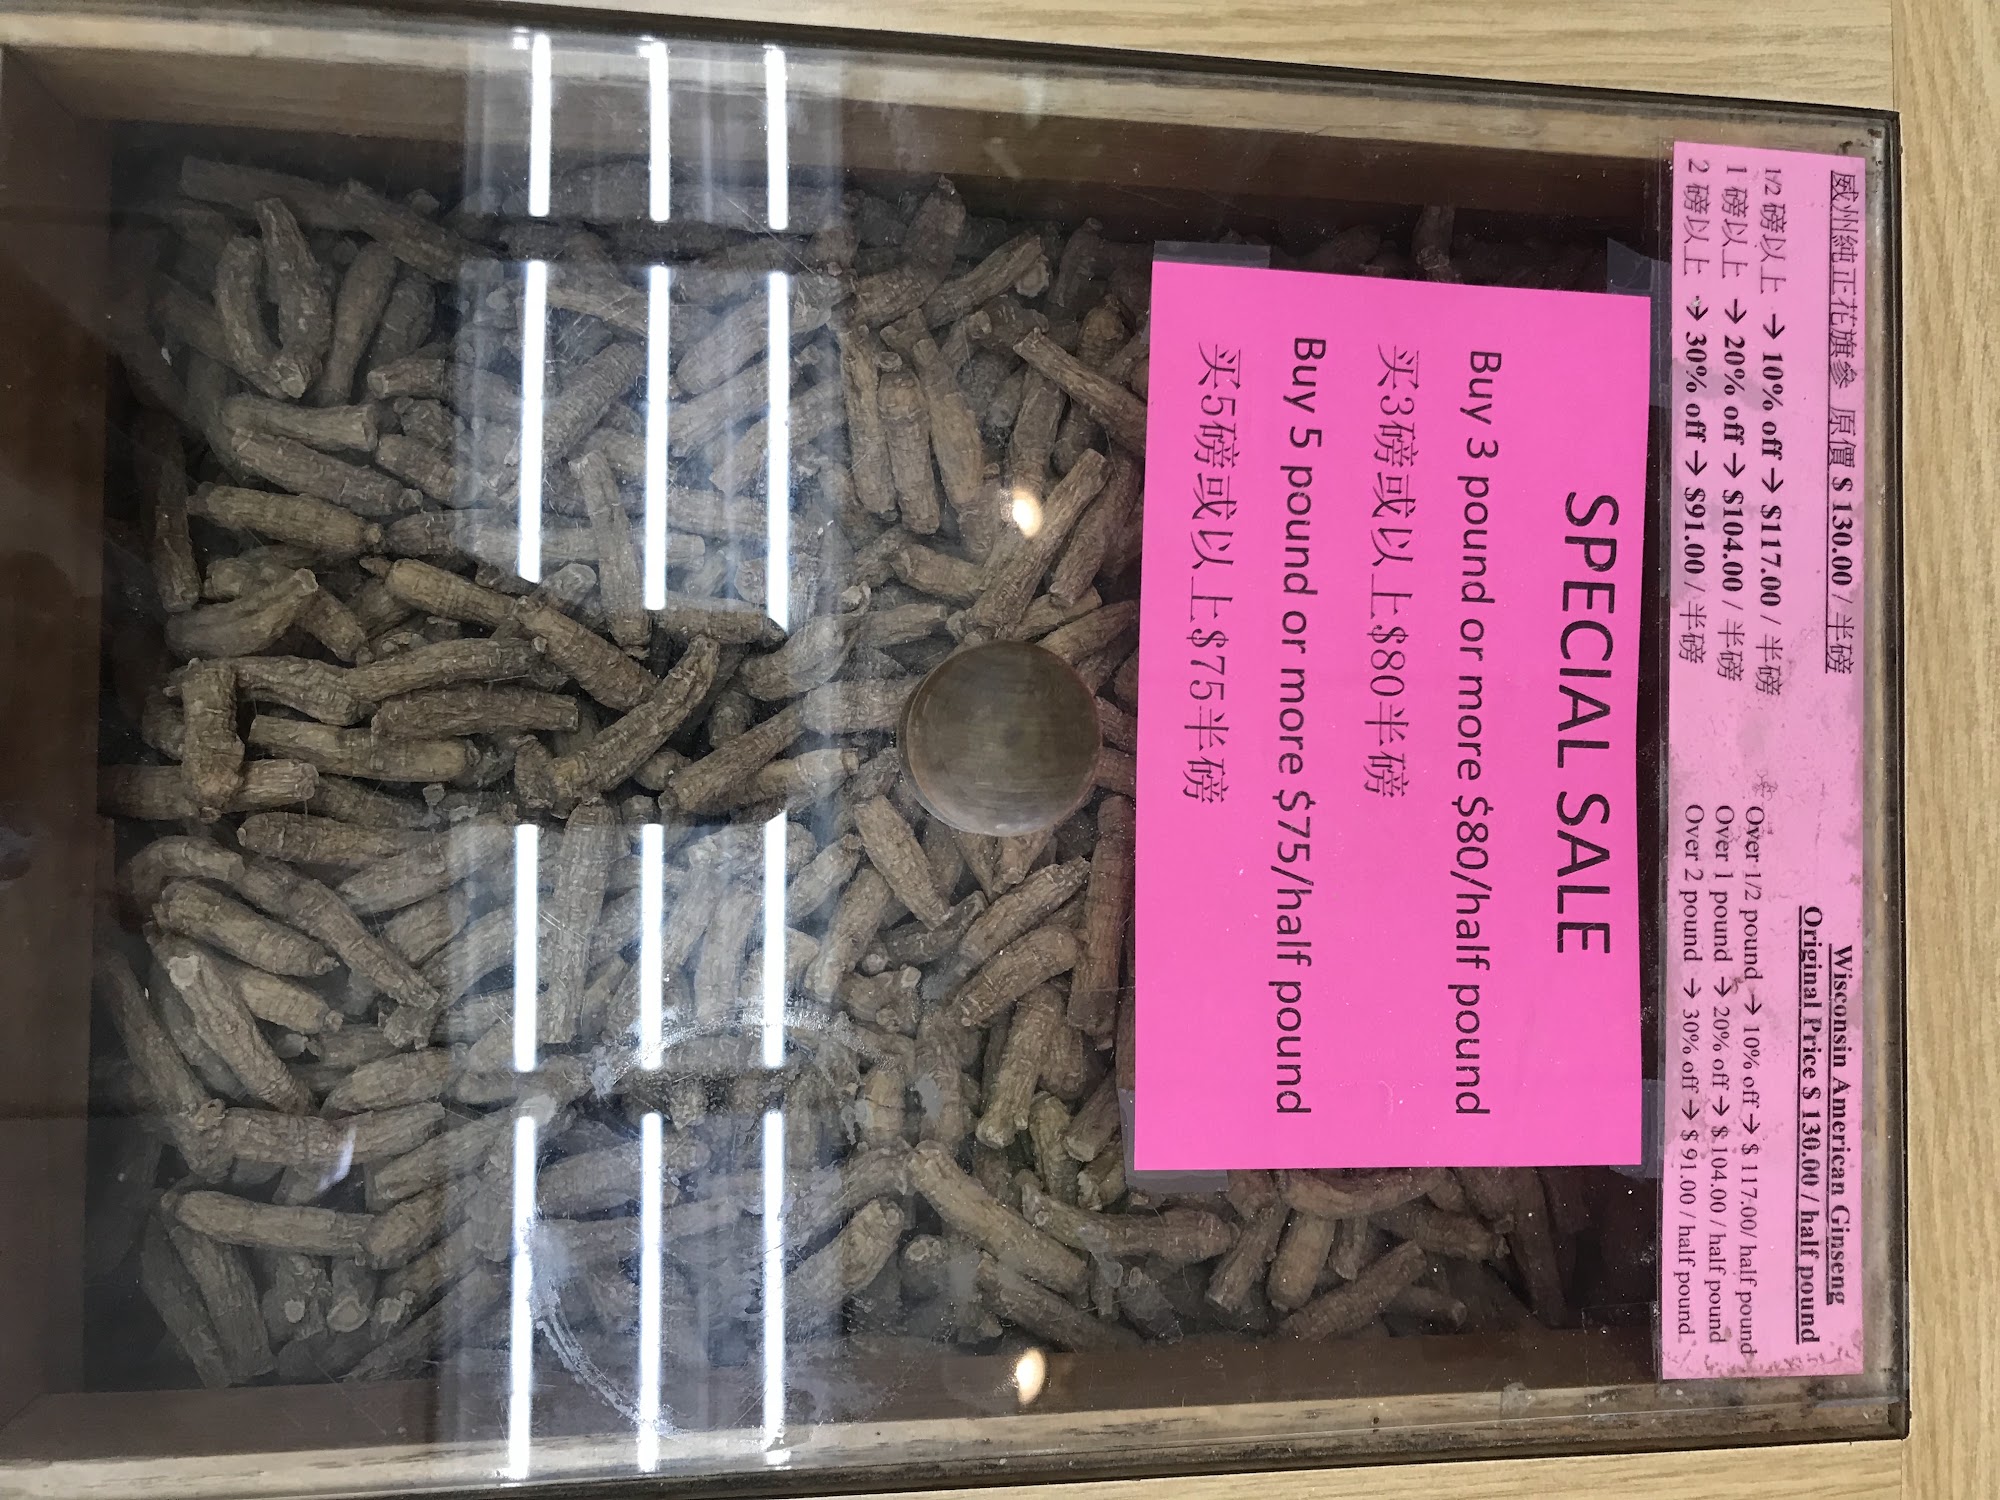 威州純正花旗參 原價 $ 130.00 / 半磅
1/2 磅以上 → 10% off → $117.00 / 半磅
1 磅以上 → 20% off → $104.00 / 半磅
2 磅以上 → 30% off → $91.00 / 半磅
Wisconsin American Ginseng
Original Price $ 130.00 / half pound
Over 1/2 pound → 10% off → $ 117.00/ half pound
Over 1 pound → 20% off → $ 104.00 / half pound
Over 2 pound → 30% off → $ 91.00 / half pound
SPECIAL SALE
Buy 3 pound or more $80/half pound
买3磅或以上$80半磅
Buy 5 pound or more $75/half pound
买5磅或以上$75半磅